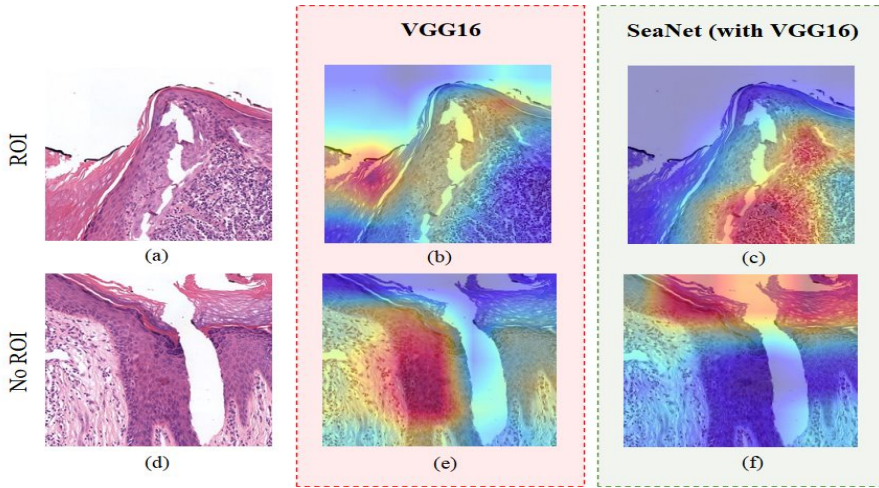 VGG16
SeaNet (with VGG16)
ROI
(a)
(b)
(c)
No ROI
(d)
(e)
(f)